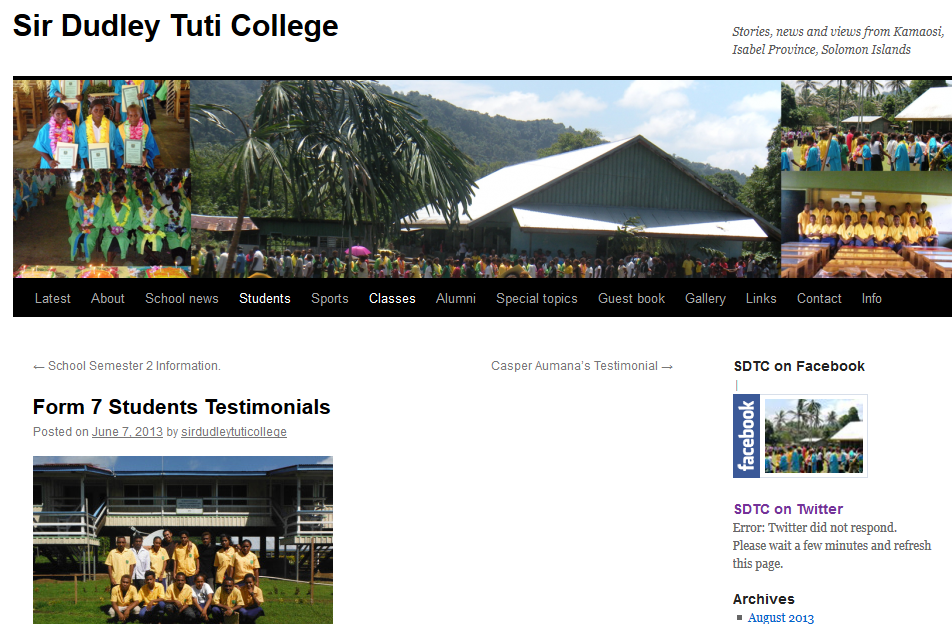 Sir Dudley Tuti College
Stories, news and views from Kamaosi,
Isabel Province, Solomon Islands
Latest About School news Students Sports Classes Alumni Special topics Guest book Gallery Links Contact Info
← School Semester 2 Information.
Casper Aumana's Testimonial →
Form 7 Students Testimonials
Posted on June 7, 2013 by sirdudleytuticollege
SDTC on Facebook
|
facebook
SDTC on Twitter
Error: Twitter did not respond.
Please wait a few minutes and refresh
this page.
Archives
August 2013